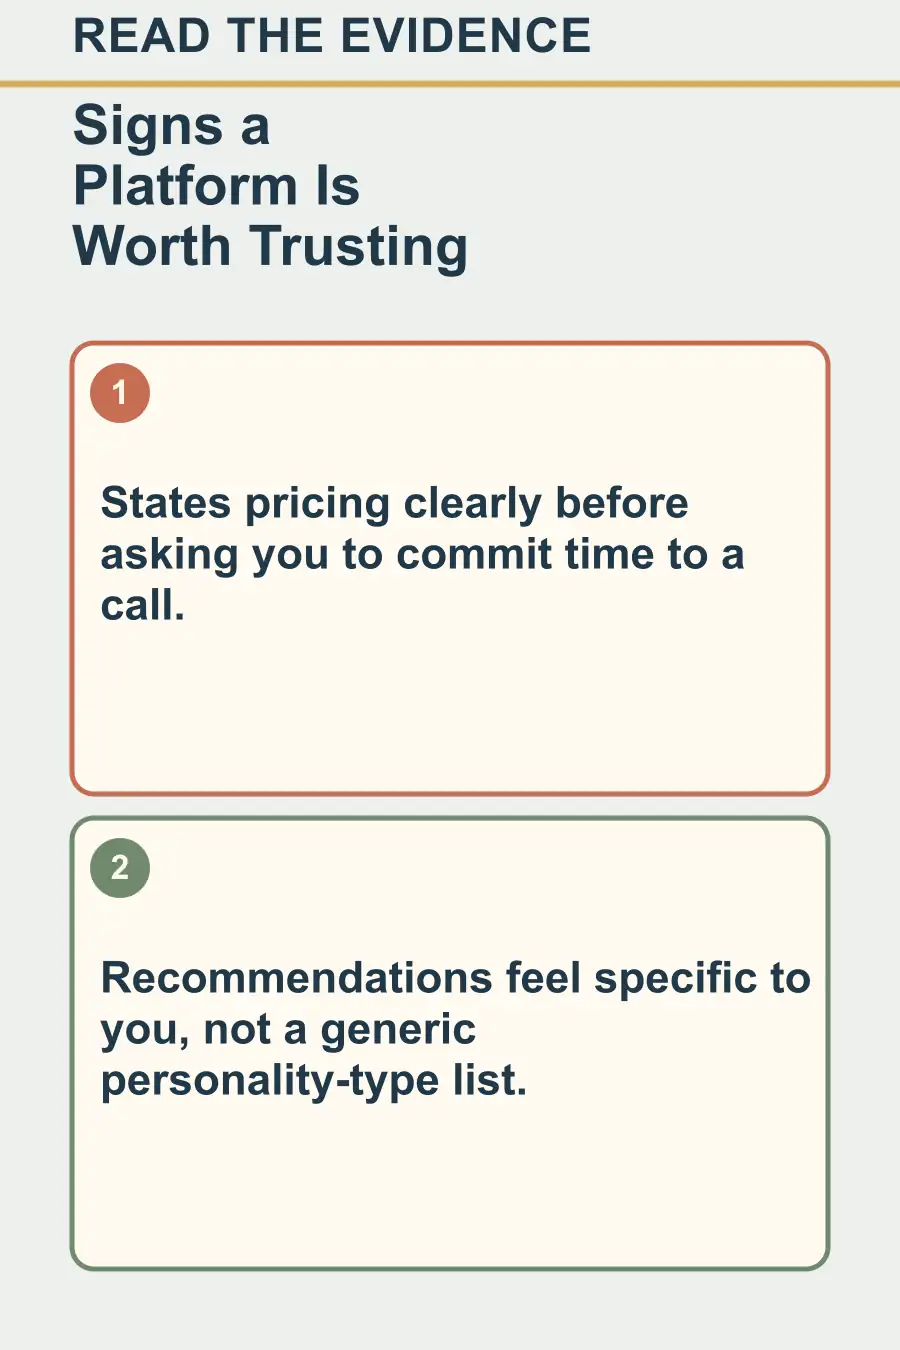 READ THE EVIDENCE
Signs a
Platform Is
Worth Trusting
1
States pricing clearly before
asking you to commit time to a
call.
2
Recommendations feel specific to
you, not a generic
personality-type list.